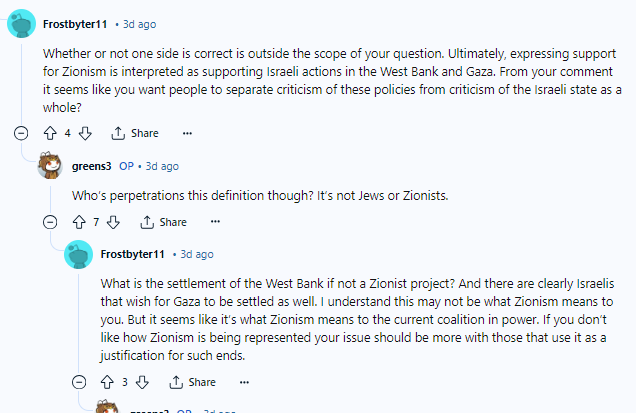 Frostbyter11 • 3d ago
Whether or not one side is correct is outside the scope of your question. Ultimately, expressing support
for Zionism is interpreted as supporting Israeli actions in the West Bank and Gaza. From your comment
it seems like you want people to separate criticism of these policies from criticism of the Israeli state as a
whole?
4 Share ...
greens3 OP • 3d ago
Who's perpetrations this definition though? It's not Jews or Zionists.
7 Share ...
Frostbyter11 • 3d ago
What is the settlement of the West Bank if not a Zionist project? And there are clearly Israelis
that wish for Gaza to be settled as well. I understand this may not be what Zionism means to
you. But it seems like it's what Zionism means to the current coalition in power. If you don't
like how Zionism is being represented your issue should be more with those that use it as a
justification for such ends.
3 Share ...
greens3 OP • 3d ago